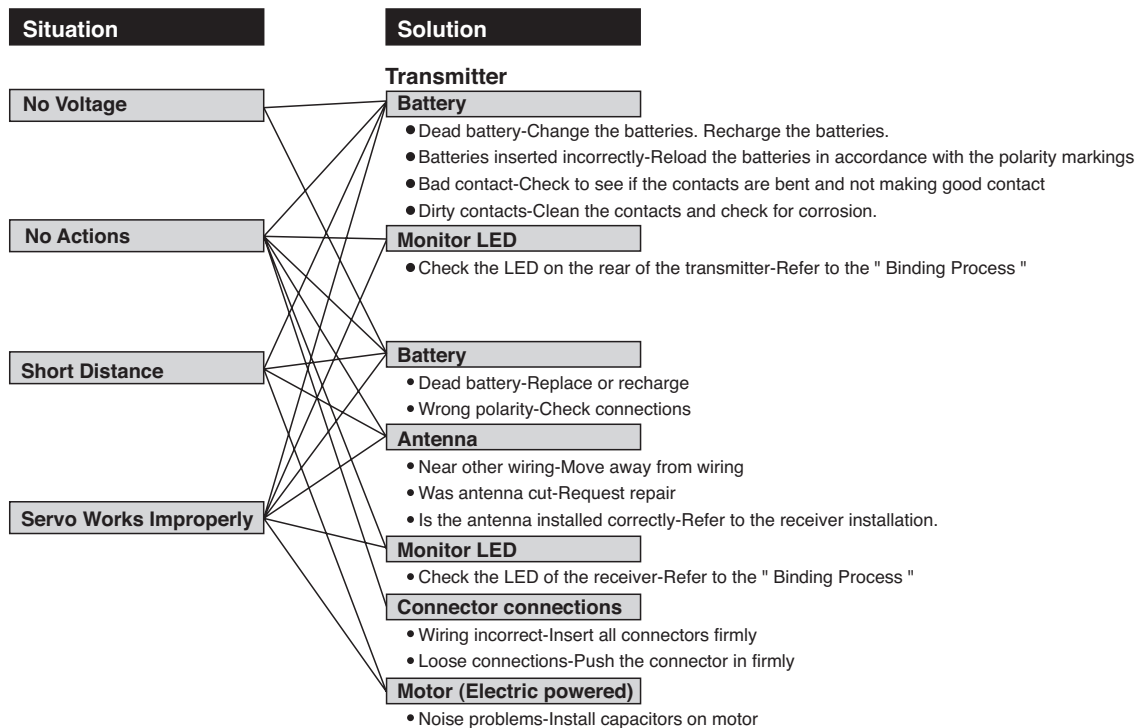 Situation
Solution
Transmitter
No Voltage
Battery
● Dead battery-Change the batteries. Recharge the batteries.
● Batteries inserted incorrectly-Reload the batteries in accordance with the polarity markings
● Bad contact-Check to see if the contacts are bent and not making good contact
● Dirty contacts-Clean the contacts and check for corrosion.
No Actions
Monitor LED
● Check the LED on the rear of the transmitter-Refer to the " Binding Process "
Short Distance
Battery
● Dead battery-Replace or recharge
● Wrong polarity-Check connections
Antenna
● Near other wiring-Move away from wiring
● Was antenna cut-Request repair
● Is the antenna installed correctly-Refer to the receiver installation.
Servo Works Improperly
Monitor LED
● Check the LED of the receiver-Refer to the " Binding Process "
Connector connections
● Wiring incorrect-Insert all connectors firmly
● Loose connections-Push the connector in firmly
Motor (Electric powered)
● Noise problems-Install capacitors on motor